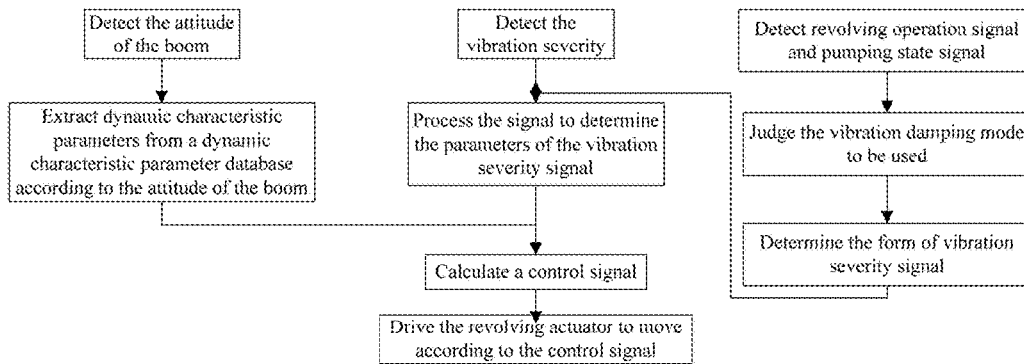 Detect the attitude
of the boom
Extract dynamic characteristic
parameters from a dynamic
characteristic parameter database
according to the attitude of the boom
Detect the
vibration severity
Process the signal to determine
the parameters of the vibration
severity signal
Calculate a control signal
Drive the revolving actuator to move
according to the control signal
Detect revolving operation signal
and pumping state signal
Judge the vibration damping mode
to be used
Determine the form of vibration
severity signal